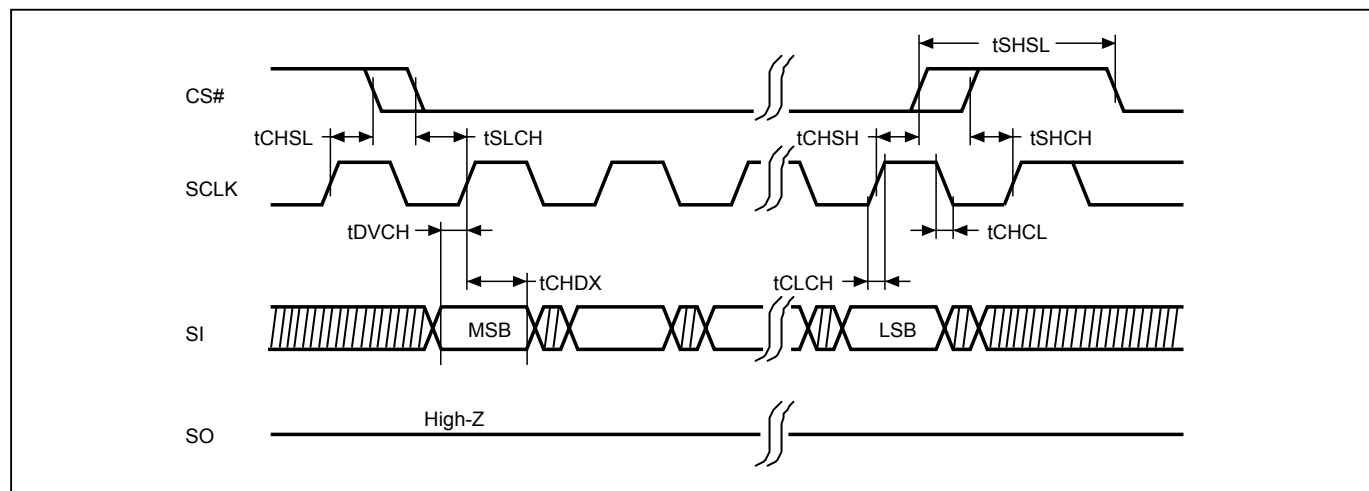 tSHSL
CS#
tCHSL
tSLCH
tCHSH
tSHCH
SCLK
tDVCH
tCHCL
tCHDX
tCLCH
SI
MSB
LSB
High-Z
SO